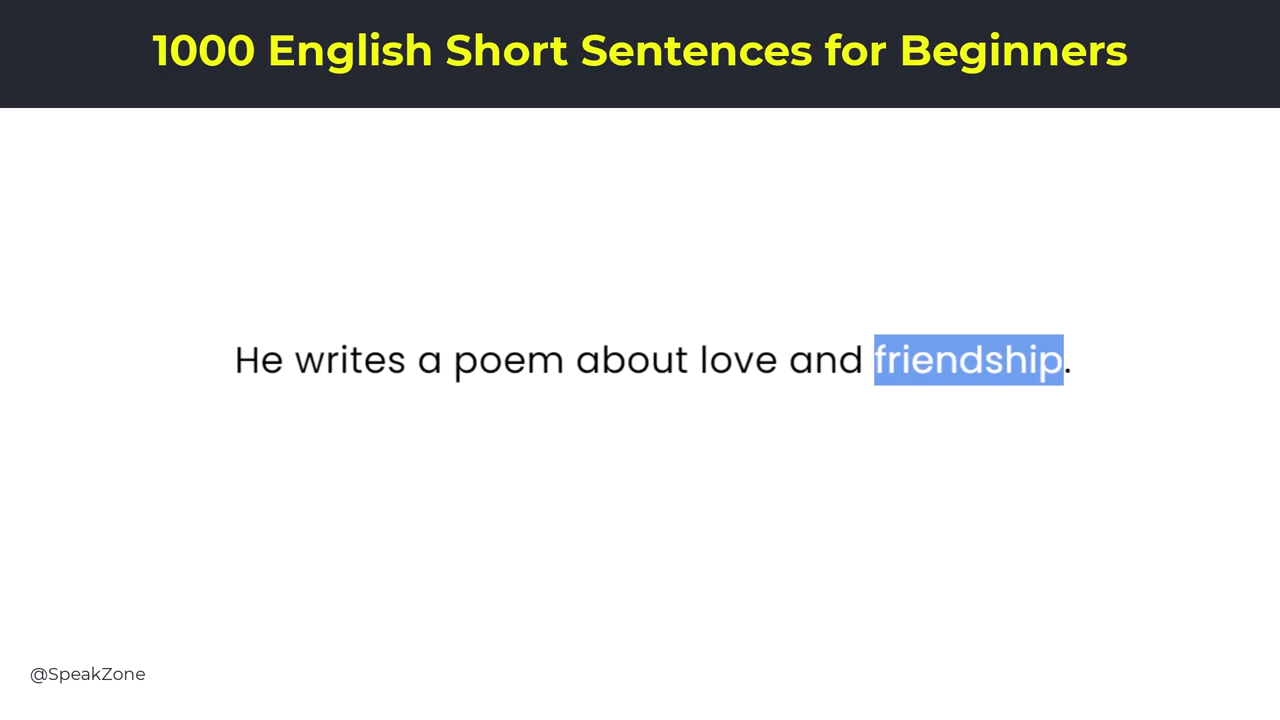 1000 English Short Sentences for Beginners
He writes a poem about love and friendship.
@SpeakZone